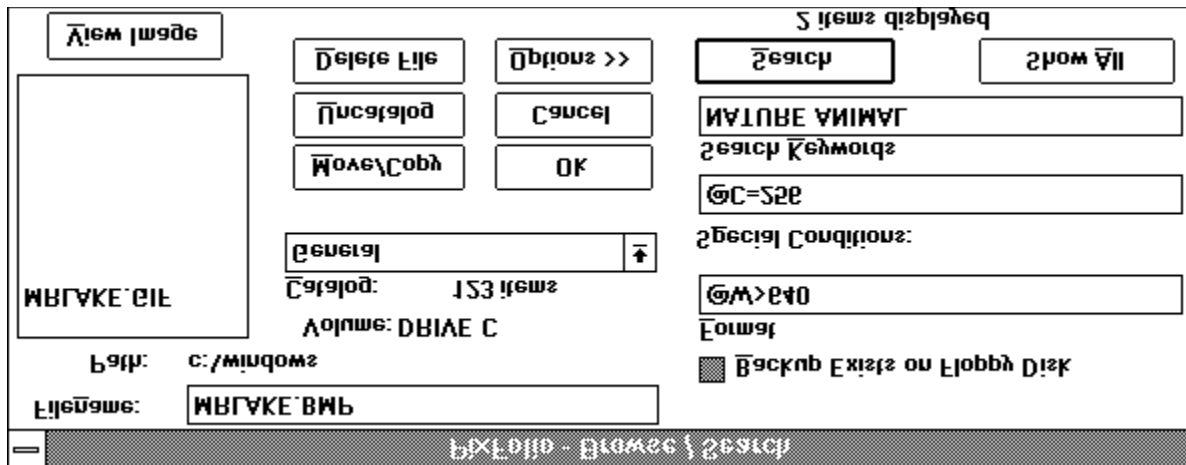 PixFolio - Browse / Search
Filename: MRLAKE.BMP
Path: c:\windows
Volume: DRIVE C
Catalog: 123 items
General
MRLAKE.GIF
Move/Copy
Ok
Uncatalog
Cancel
Delete File
Options >>
View Image
Backup Exists on Floppy Disk
Format
@W>640
Special Conditions:
@C=256
Search Keywords
NATURE ANIMAL
Search
Show All
2 items displayed